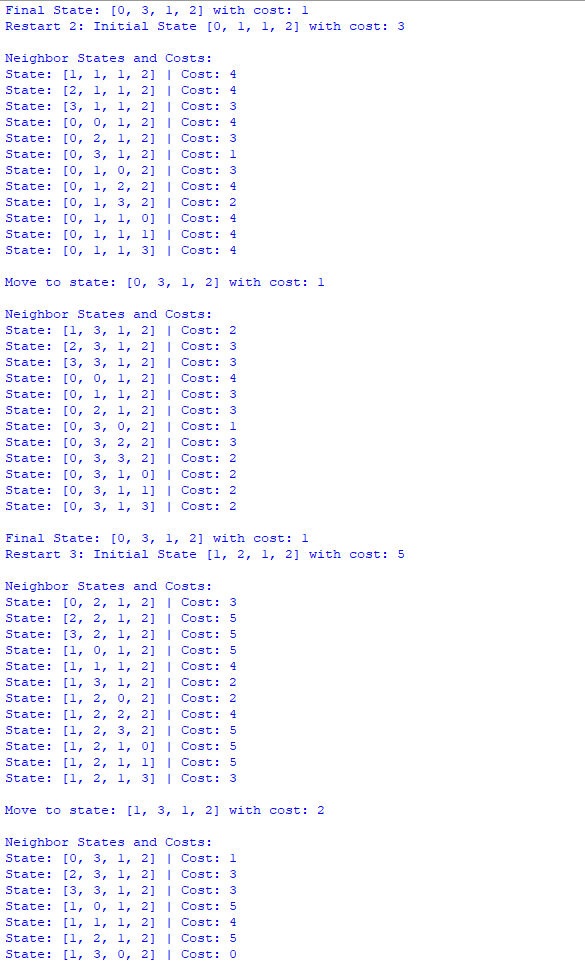 Final State: [0, 3, 1, 2] with cost: 1
Restart 2: Initial State [0, 1, 1, 2] with cost: 3
Neighbor States and Costs:
State: [1, 1, 1, 2] | Cost: 4
State: [2, 1, 1, 2] | Cost: 4
State: [3, 1, 1, 2] | Cost: 3
State: [0, 0, 1, 2] | Cost: 4
State: [0, 2, 1, 2] | Cost: 3
State: [0, 3, 1, 2] | Cost: 1
State: [0, 1, 0, 2] | Cost: 3
State: [0, 1, 2, 2] | Cost: 4
State: [0, 1, 3, 2] | Cost: 2
State: [0, 1, 1, 0] | Cost: 4
State: [0, 1, 1, 1] | Cost: 4
State: [0, 1, 1, 3] | Cost: 4
Move to state: [0, 3, 1, 2] with cost: 1
Neighbor States and Costs:
State: [1, 3, 1, 2] | Cost: 2
State: [2, 3, 1, 2] | Cost: 3
State: [3, 3, 1, 2] | Cost: 3
State: [0, 0, 1, 2] | Cost: 4
State: [0, 1, 1, 2] | Cost: 3
State: [0, 2, 1, 2] | Cost: 3
State: [0, 3, 0, 2] | Cost: 1
State: [0, 3, 2, 2] | Cost: 3
State: [0, 3, 3, 2] | Cost: 2
State: [0, 3, 1, 0] | Cost: 2
State: [0, 3, 1, 1] | Cost: 2
State: [0, 3, 1, 3] | Cost: 2
Final State: [0, 3, 1, 2] with cost: 1
Restart 3: Initial State [1, 2, 1, 2] with cost: 5
Neighbor States and Costs:
State: [0, 2, 1, 2] | Cost: 3
State: [2, 2, 1, 2] | Cost: 5
State: [3, 2, 1, 2] | Cost: 5
State: [1, 0, 1, 2] | Cost: 5
State: [1, 1, 1, 2] | Cost: 4
State: [1, 3, 1, 2] | Cost: 2
State: [1, 2, 0, 2] | Cost: 2
State: [1, 2, 2, 2] | Cost: 4
State: [1, 2, 3, 2] | Cost: 5
State: [1, 2, 1, 0] | Cost: 5
State: [1, 2, 1, 1] | Cost: 5
State: [1, 2, 1, 3] | Cost: 3
Move to state: [1, 3, 1, 2] with cost: 2
Neighbor States and Costs:
State: [0, 3, 1, 2] | Cost: 1
State: [2, 3, 1, 2] | Cost: 3
State: [3, 3, 1, 2] | Cost: 3
State: [1, 0, 1, 2] | Cost: 5
State: [1, 1, 1, 2] | Cost: 4
State: [1, 2, 1, 2] | Cost: 5
State: [1, 3, 0, 2] | Cost: 0